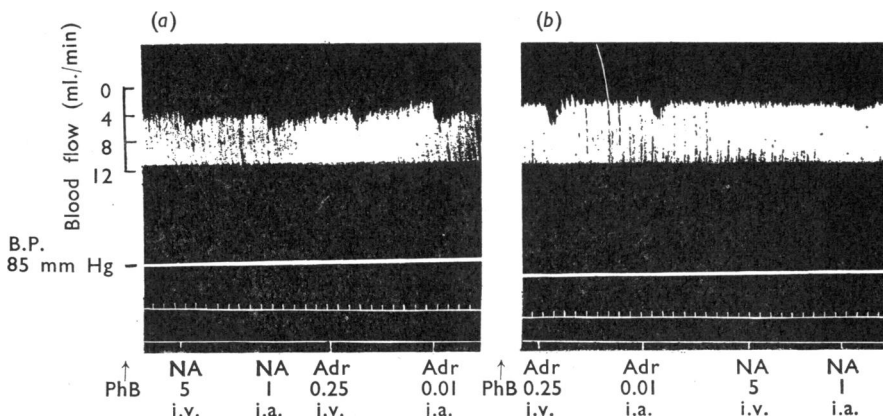 (a) (b)
Blood flow (ml./min)
0
4
8
12
B.P.
85 mm Hg
↑ NA NA Adr Adr ↑ Adr Adr NA NA
PhB 5 1 0.25 0.01 PhB 0.25 0.01 5 1
i.v. i.a. i.v. i.a. i.v. i.a. i.v. i.a.